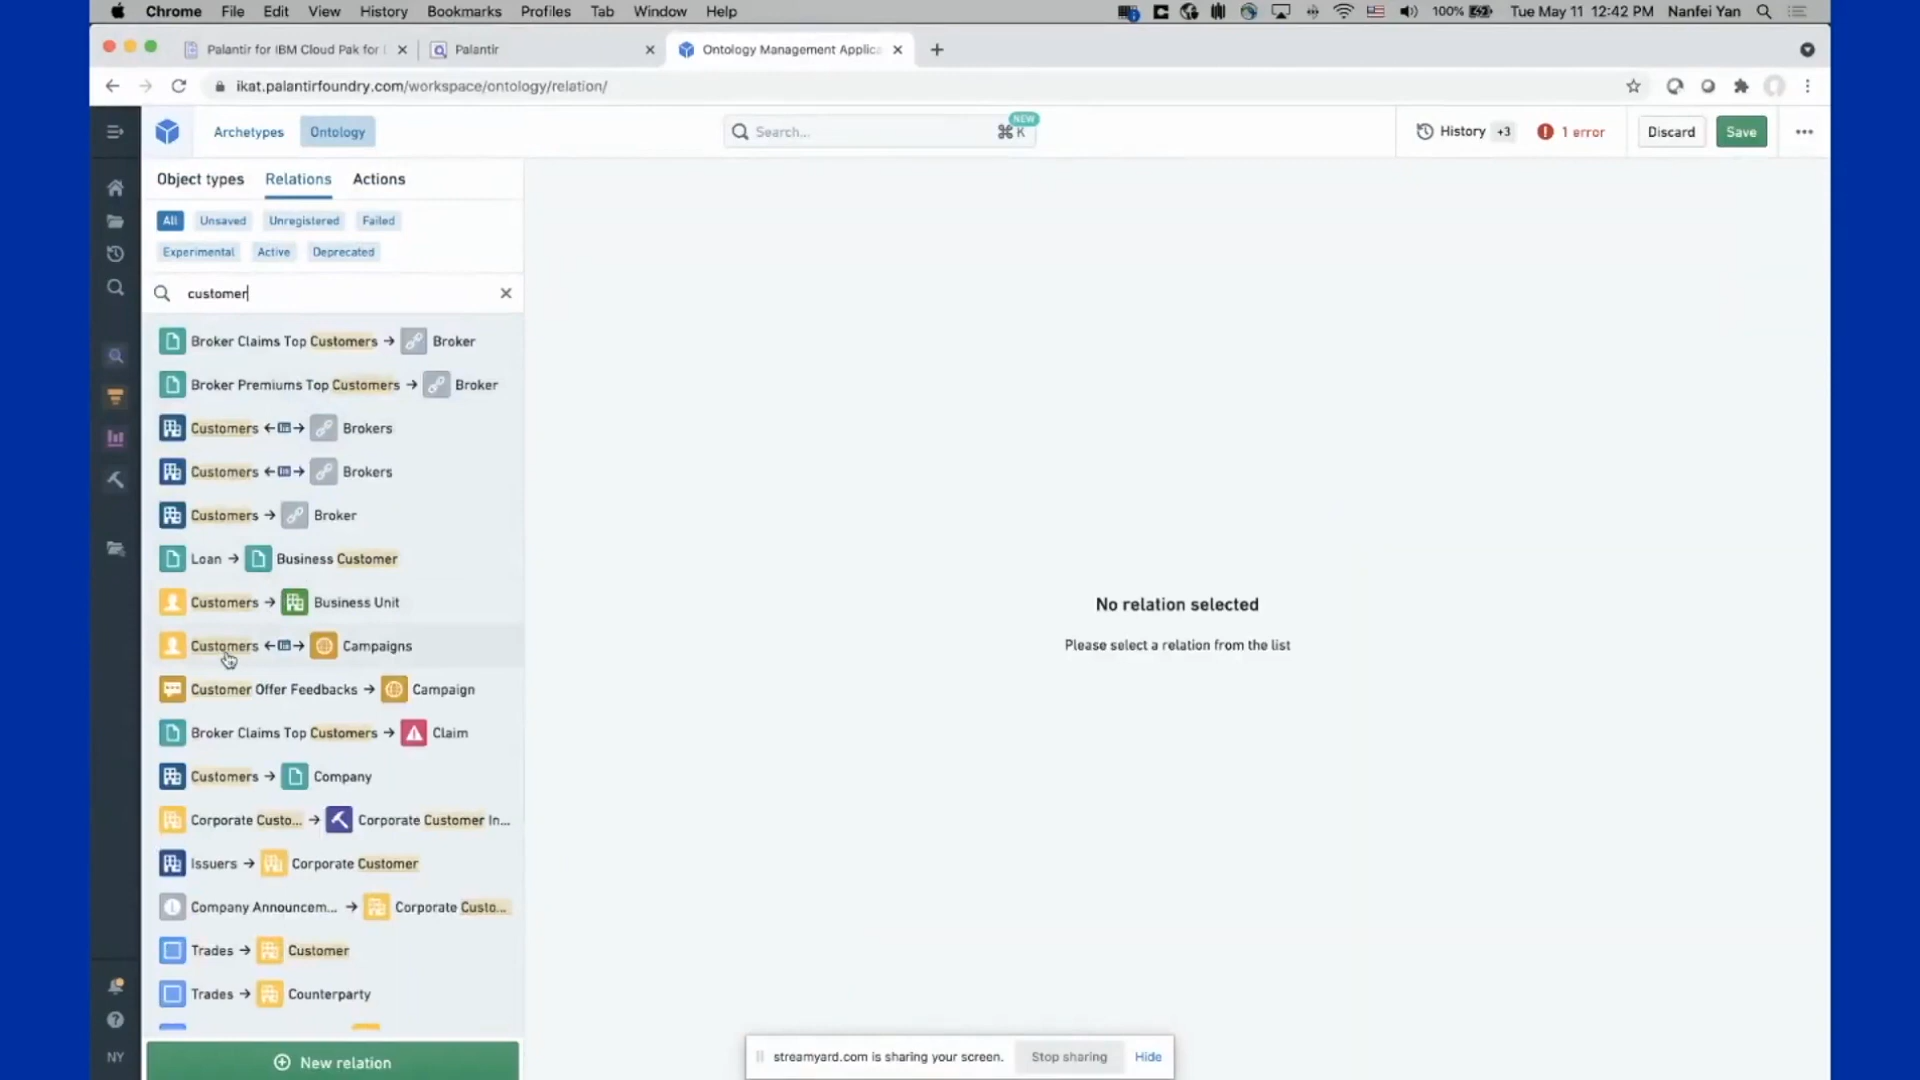 Chrome File Edit View History Bookmarks Profiles Tab Window Help 100% Tue May 11 12:42 PM Nanfei Yan
Palantir for IBM Cloud Pak for
Palantir
Ontology Management Applica
ikat.palantirfoundry.com/workspace/ontology/relation/
Archetypes Ontology
Search... ⌘ K
NEW
History +3
1 error
Discard
Save
Object types Relations Actions
All Unsaved Unregistered Failed
Experimental Active Deprecated
customer
Broker Claims Top Customers → Broker
Broker Premiums Top Customers → Broker
Customers ←→ Brokers
Customers ←→ Brokers
Customers → Broker
Loan → Business Customer
Customers → Business Unit
Customers ←→ Campaigns
Customer Offer Feedbacks → Campaign
Broker Claims Top Customers → Claim
Customers → Company
Corporate Custo... → Corporate Customer In...
Issuers → Corporate Customer
Company Announcem... → Corporate Custo...
Trades → Customer
Trades → Counterparty
New relation
NY
No relation selected
Please select a relation from the list
streamyard.com is sharing your screen. Stop sharing Hide